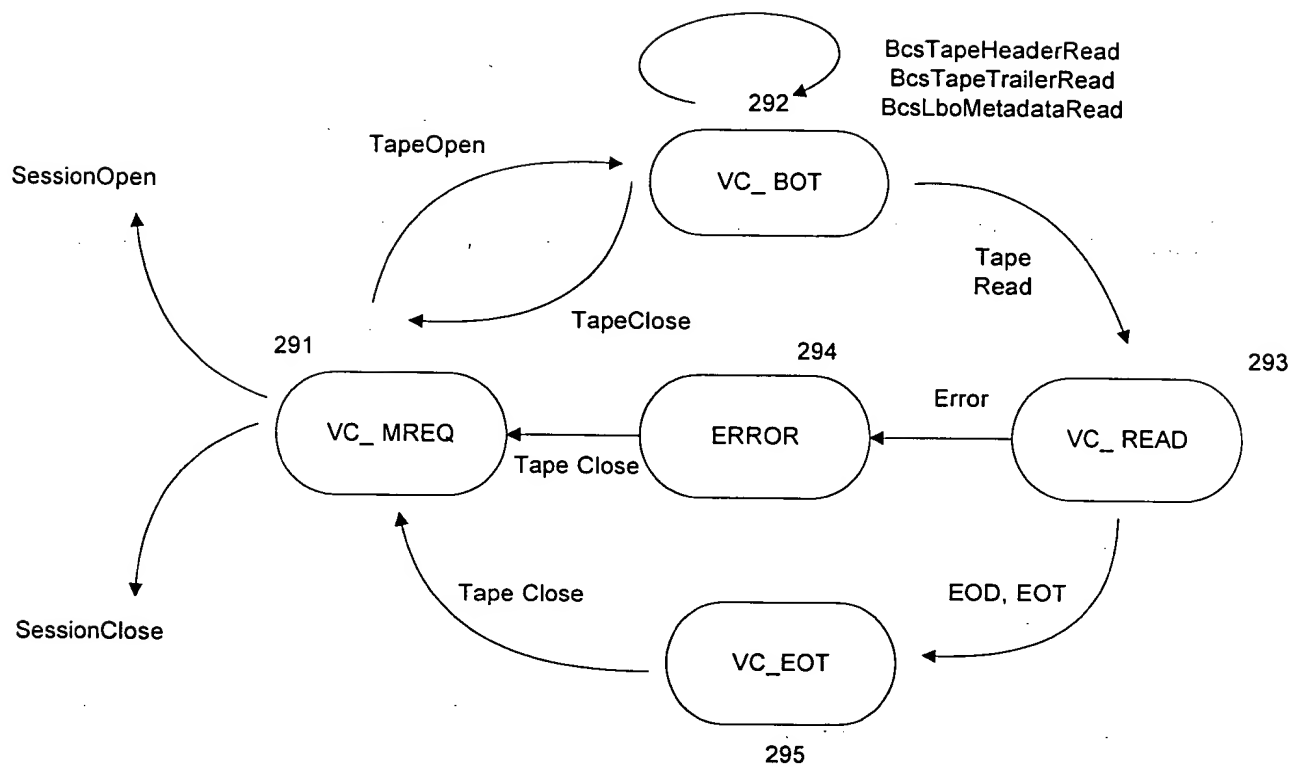 BcsTapeHeaderRead
BcsTapeTrailerRead
BcsLboMetadataRead
292
TapeOpen
SessionOpen
VC_ BOT
Tape
Read
TapeClose
291
294
293
Error
VC_ MREQ
ERROR
VC_ READ
Tape Close
Tape Close
EOD, EOT
SessionClose
VC_EOT
295